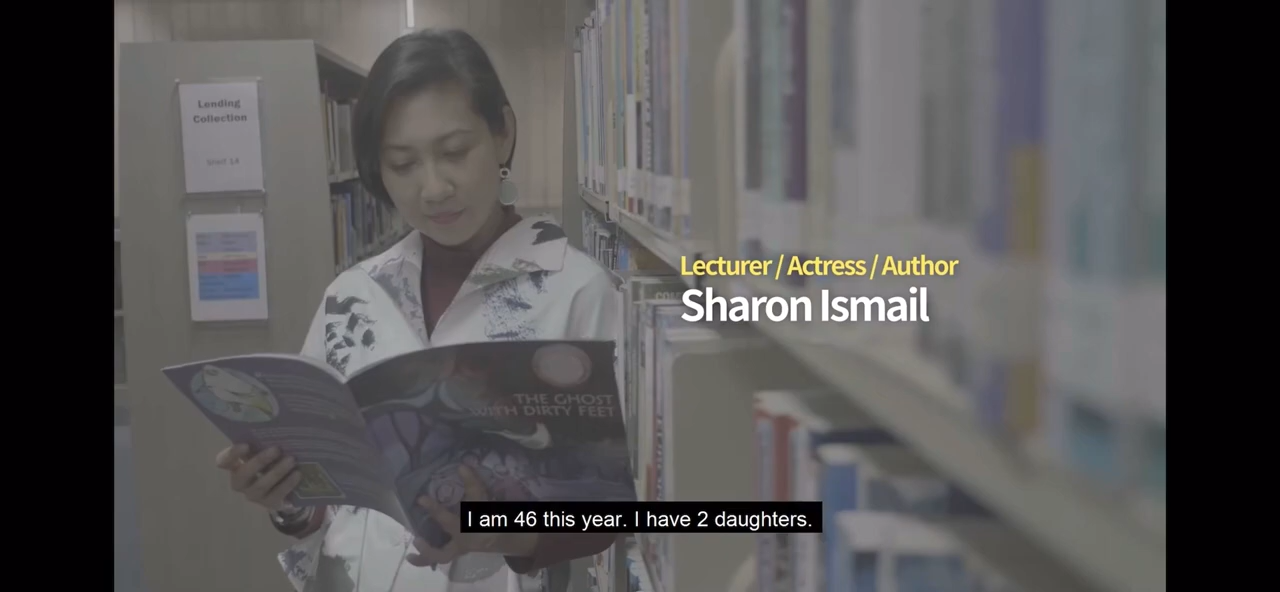 Lending
Collection
Lecturer / Actress / Author
Sharon Ismail
THE GHOST
WITH DIRTY FEET
I am 46 this year. I have 2 daughters.